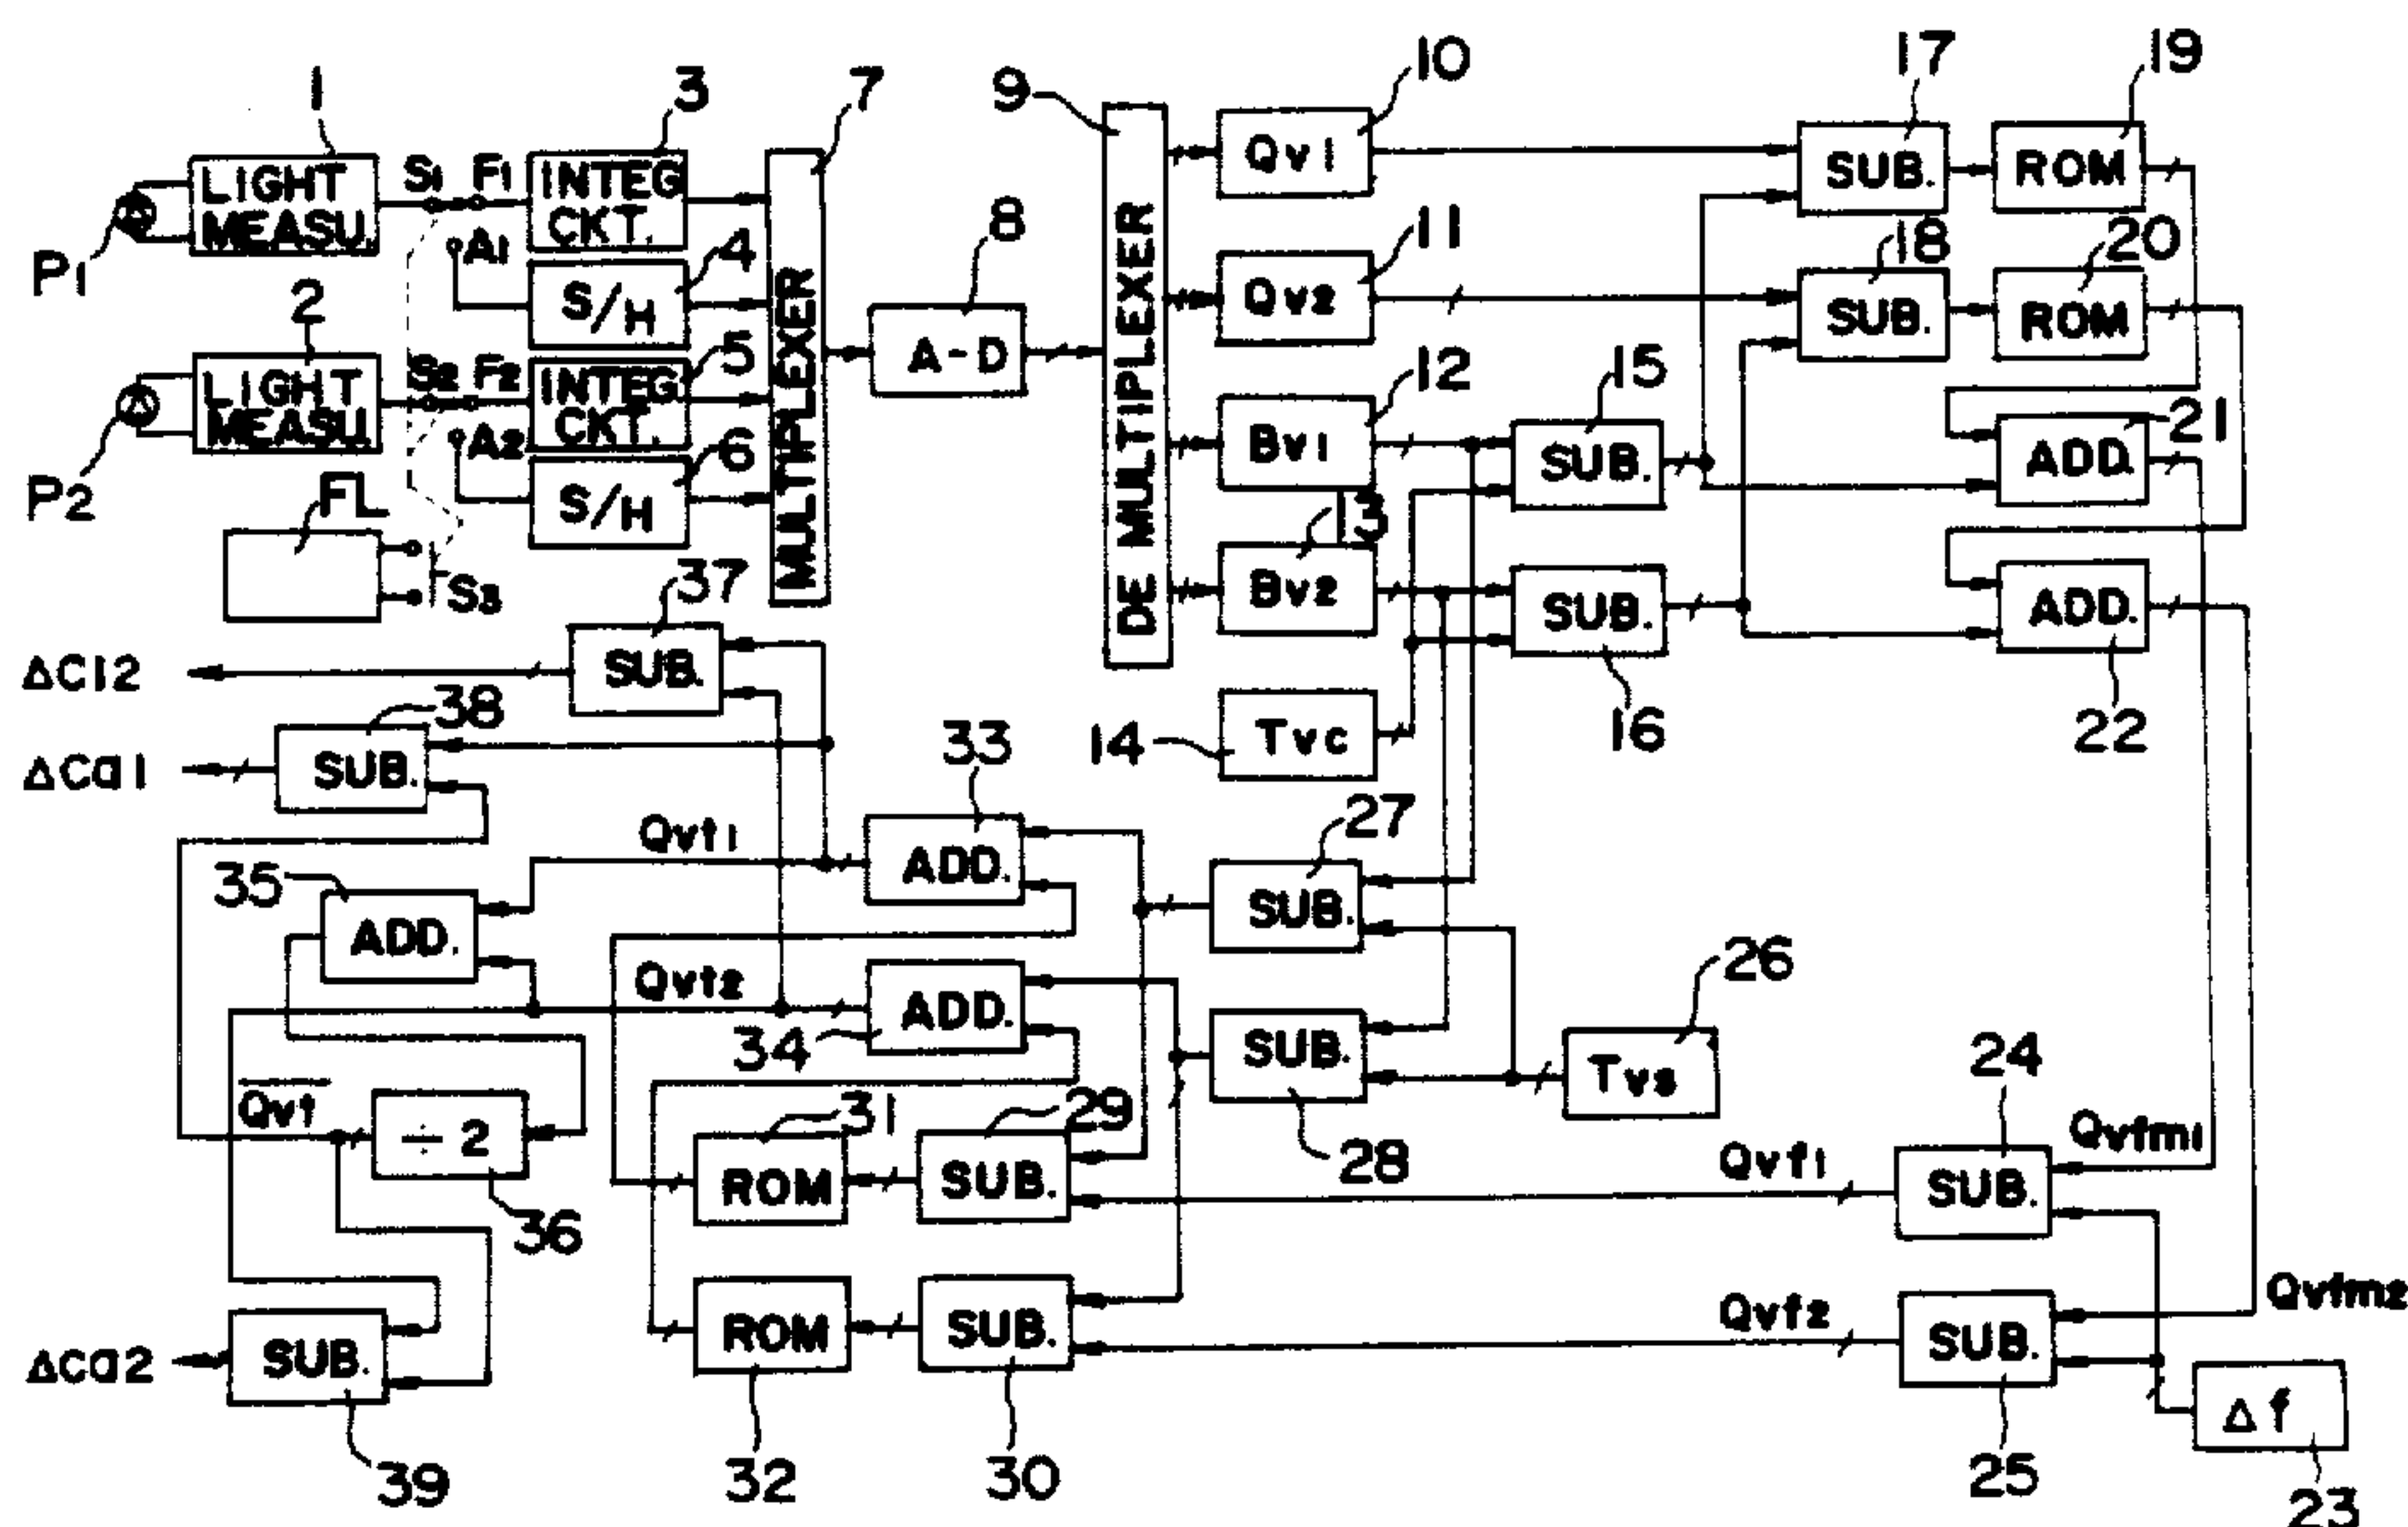 1
3
7
9
10
17
19
LIGHT
MEASU.
S1 F1
INTEG
CKT.
Qv1
SUB.
ROM
P1
A1
4
8
11
18
20
2
S/H
MULTIPLEXER
DE MULTIPLEXER
Qv2
SUB.
ROM
LIGHT
MEASU.
S2 F2
INTEG
CKT.
5
A-D
12
15
21
P2
A2
6
Bv1
SUB.
ADD.
FL
S/H
13
S3
37
Bv2
SUB.
ADD.
ΔC12
SUB.
38
14
Tvc
16
22
ΔCa1
SUB.
33
27
35
Qvt1
ADD.
SUB.
ADD.
Qvt2
26
34
ADD.
SUB.
Tvs
24
Qvt
÷ 2
31
29
28
Qvf1
Qvfm1
36
ROM
SUB.
SUB.
Qvf2
Qvfm2
ΔCa2
SUB.
ROM
SUB.
SUB.
Δf
39
32
30
25
23